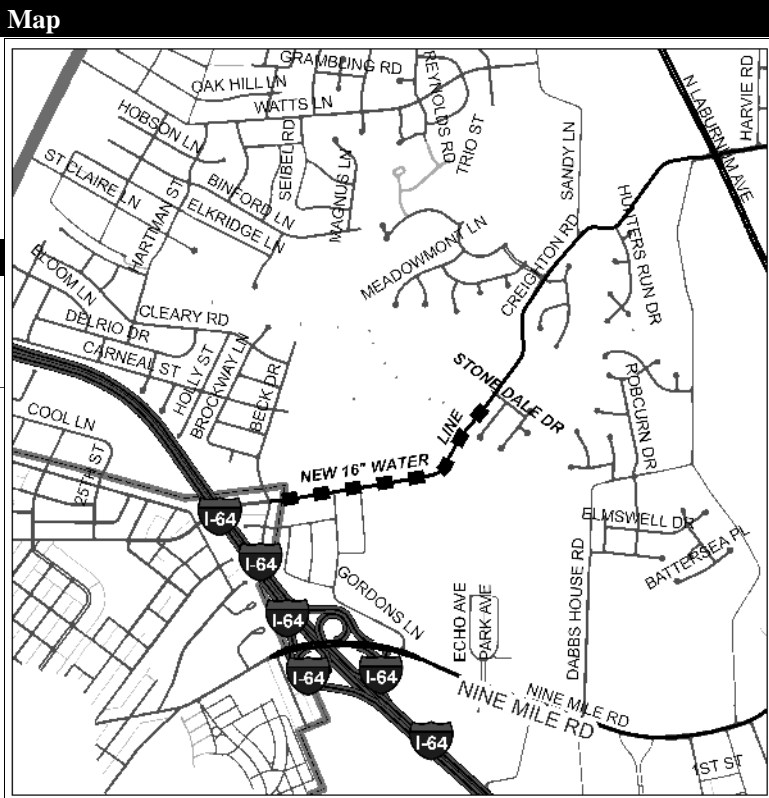 Map
GRAMBLING RD
OAK HILL LN
WATTS LN
REYNOLDS RD
TRIO ST
HARVIE RD
N LABURNUM AVE
HOBSON LN
SEIBEL RD
MAGNUS LN
SANDY LN
ST CLAIRE LN
BINFORD LN
ELKRIDGE LN
HARTMAN ST
HUNTERS RUN DR
MEADOWMONT LN
CREIGHTON RD
BLOOM LN
CLEARY RD
DELRIO DR
CARNEAL ST
HOLLY ST
BROCKWAY LN
BECK DR
STONE DALE DR
ROBCURN DR
COOL LN
25TH ST
NEW 16" WATER
LINE
I-64
I-64
ELMSWELL DR
BATTERSEA PL
GORDONS LN
I-64
ECHO AVE
PARK AVE
DABBS HOUSE RD
I-64
I-64
NINE MILE RD
NINE MILE RD
I-64
1ST ST